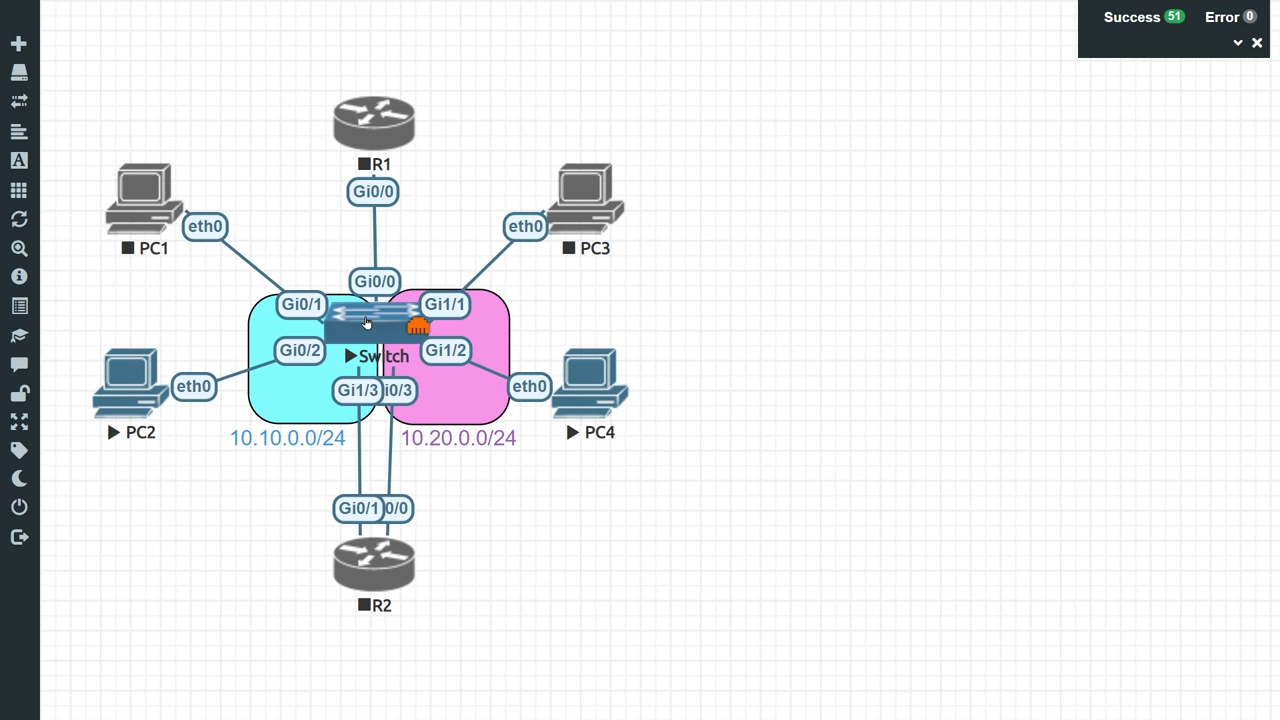 Success 51 Error 0
R1
Gi0/0
eth0
eth0
PC1
PC3
Gi0/0
Gi0/1
Gi1/1
Gi0/2
Switch
Gi1/2
eth0
Gi1/3
i0/3
eth0
PC2
10.10.0.0/24
10.20.0.0/24
PC4
Gi0/1
0/0
R2